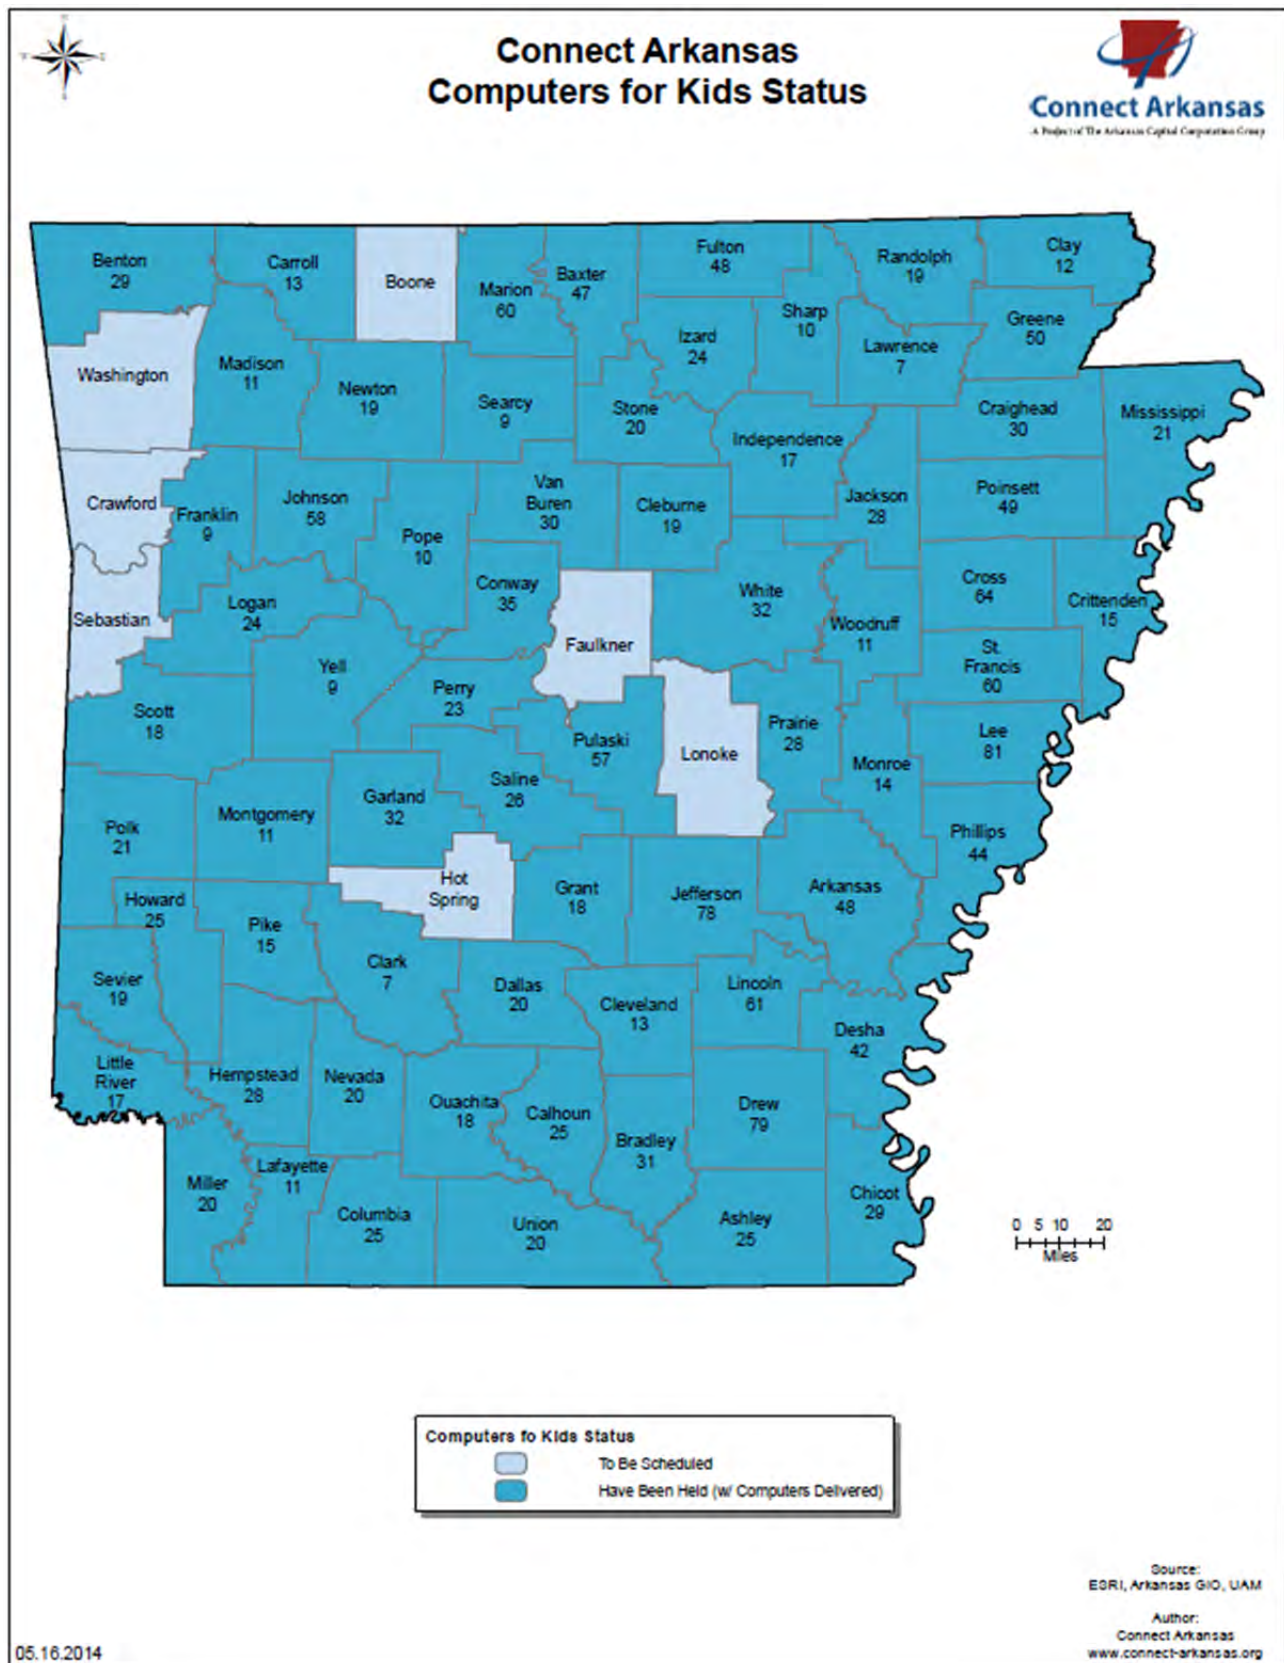 Connect Arkansas
Computers for Kids Status
Connect Arkansas
A Project of The Arkansas Capital Corporation Group
Benton
29
Carroll
13
Boone
Marion
60
Baxter
47
Fulton
48
Randolph
19
Clay
12
Sharp
10
Greene
50
Izard
24
Lawrence
7
Washington
Madison
11
Newton
19
Searcy
9
Stone
20
Independence
17
Craighead
30
Mississippi
21
Crawford
Franklin
9
Johnson
58
Pope
10
Van
Buren
30
Cleburne
19
Jackson
28
Poinsett
49
Conway
35
White
32
Cross
64
Crittenden
15
Sebastian
Logan
24
Faulkner
Woodruff
11
St.
Francis
60
Yell
9
Perry
23
Scott
18
Pulaski
57
Lonoke
Prairie
28
Lee
81
Monroe
14
Saline
26
Garland
32
Montgomery
11
Polk
21
Phillips
44
Hot
Spring
Grant
18
Jefferson
78
Arkansas
48
Howard
25
Pike
15
Clark
7
Sevier
19
Dallas
20
Cleveland
13
Lincoln
61
Desha
42
Little
River
17
Hempstead
28
Nevada
20
Ouachita
18
Calhoun
25
Bradley
31
Drew
79
Miller
20
Lafayette
11
Columbia
25
Union
20
Ashley
25
Chicot
29
0 5 10 20
Miles
Computers fo Kids Status
To Be Scheduled
Have Been Held (w/ Computers Delivered)
Source:
ESRI, Arkansas GIO, UAM
Author:
Connect Arkansas
www.connect-arkansas.org
05.16.2014